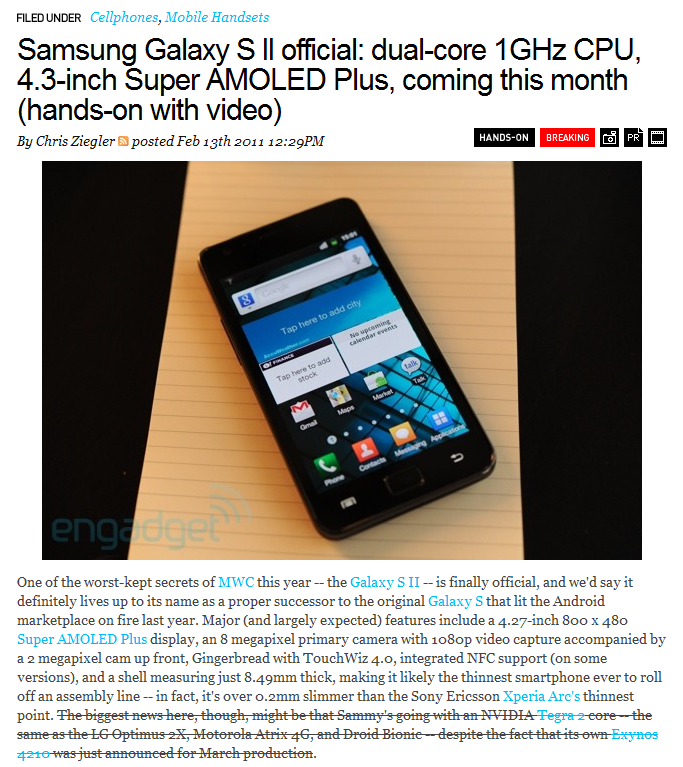 FILED UNDER Cellphones, Mobile Handsets
Samsung Galaxy S II official: dual-core 1GHz CPU,
4.3-inch Super AMOLED Plus, coming this month
(hands-on with video)
By Chris Ziegler posted Feb 13th 2011 12:29PM
HANDS-ON BREAKING PR
15:01
Google
Tap here to add city
AccuWeather.com
FINANCE
Tap here to add
stock
No upcoming
calendar events
Gmail
Maps
Market
talk
Talk
Phone
Contacts
Messaging
Applications
engadget
One of the worst-kept secrets of MWC this year -- the Galaxy S II -- is finally official, and we'd say it
definitely lives up to its name as a proper successor to the original Galaxy S that lit the Android
marketplace on fire last year. Major (and largely expected) features include a 4.27-inch 800 x 480
Super AMOLED Plus display, an 8 megapixel primary camera with 1080p video capture accompanied by
a 2 megapixel cam up front, Gingerbread with TouchWiz 4.0, integrated NFC support (on some
versions), and a shell measuring just 8.49mm thick, making it likely the thinnest smartphone ever to roll
off an assembly line -- in fact, it's over 0.2mm slimmer than the Sony Ericsson Xperia Arc's thinnest
point. The biggest news here, though, might be that Sammy's going with an NVIDIA Tegra 2 core -- the
same as the LG Optimus 2X, Motorola Atrix 4G, and Droid Bionic -- despite the fact that its own Exynos
4210 was just announced for March production.